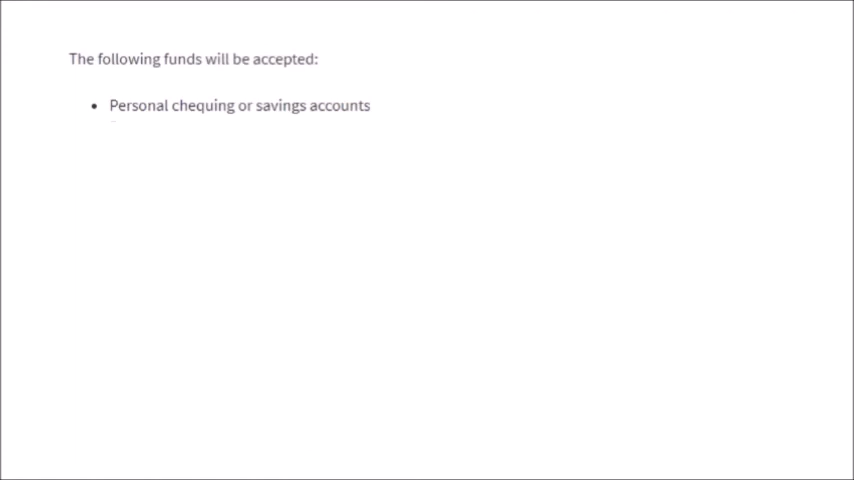 The following funds will be accepted:
• Personal chequing or savings accounts